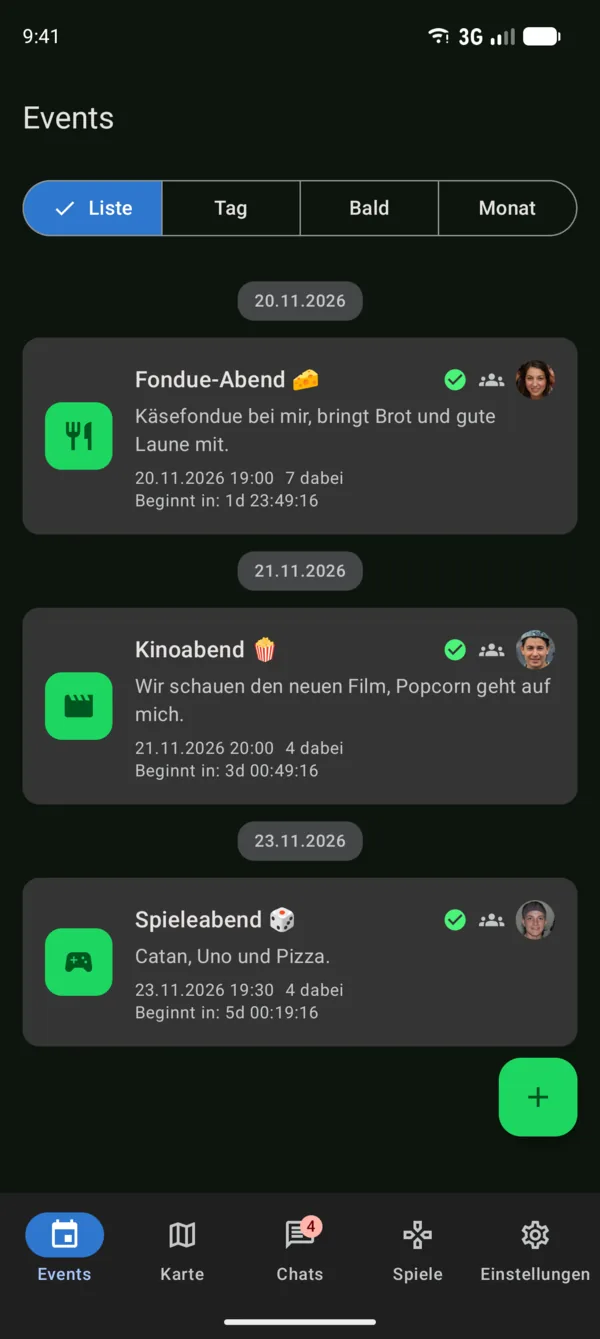 9:41
3G
Events
Liste
Tag
Bald
Monat
20.11.2026
Fondue-Abend 🧀
Käsefondue bei mir, bringt Brot und gute
Laune mit.
20.11.2026 19:00 7 dabei
Beginnt in: 1d 23:49:16
21.11.2026
Kinoabend 🍿
Wir schauen den neuen Film, Popcorn geht auf
mich.
21.11.2026 20:00 4 dabei
Beginnt in: 3d 00:49:16
23.11.2026
Spieleabend 🎲
Catan, Uno und Pizza.
23.11.2026 19:30 4 dabei
Beginnt in: 5d 00:19:16
4
Events
Karte
Chats
Spiele
Einstellungen